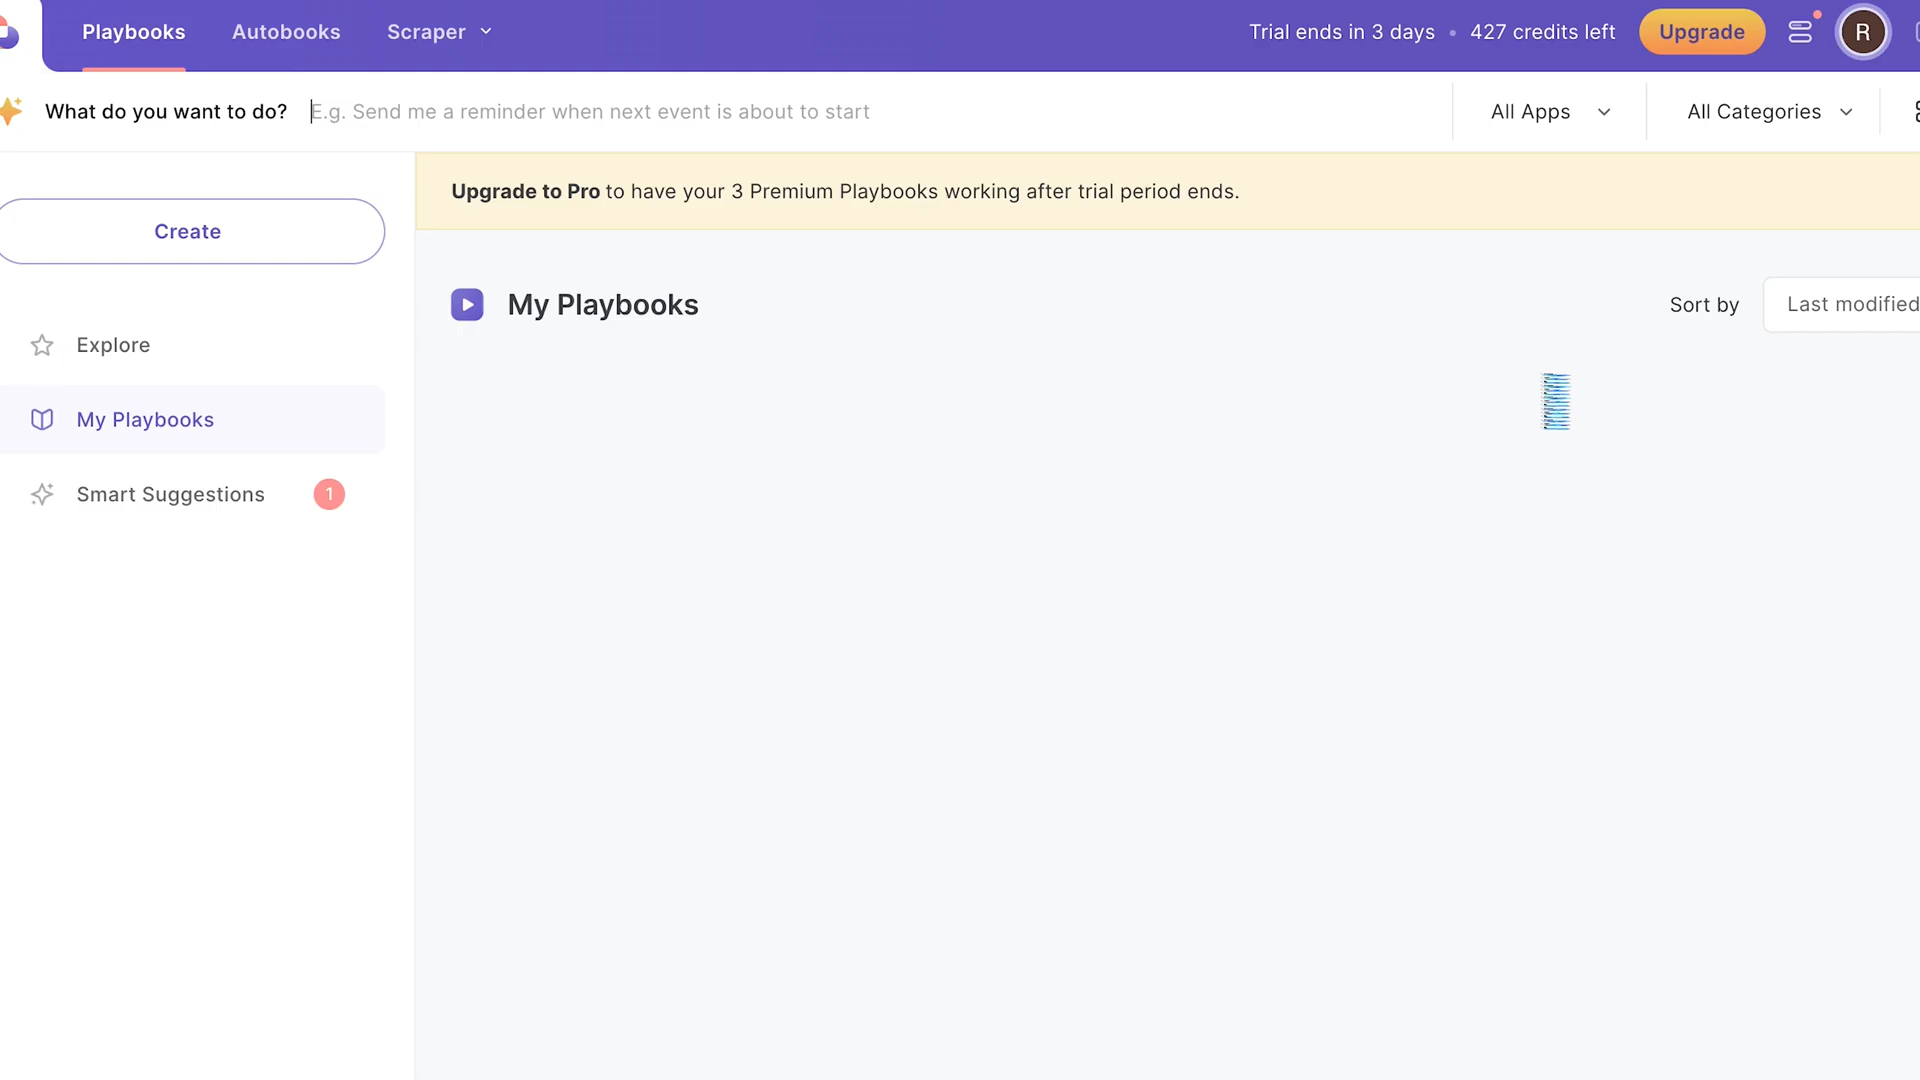 Playbooks Autobooks Scraper Trial ends in 3 days • 427 credits left Upgrade R
What do you want to do? E.g. Send me a reminder when next event is about to start All Apps All Categories
Upgrade to Pro to have your 3 Premium Playbooks working after trial period ends.
Create
My Playbooks Sort by Last modified
Explore
My Playbooks
Smart Suggestions 1